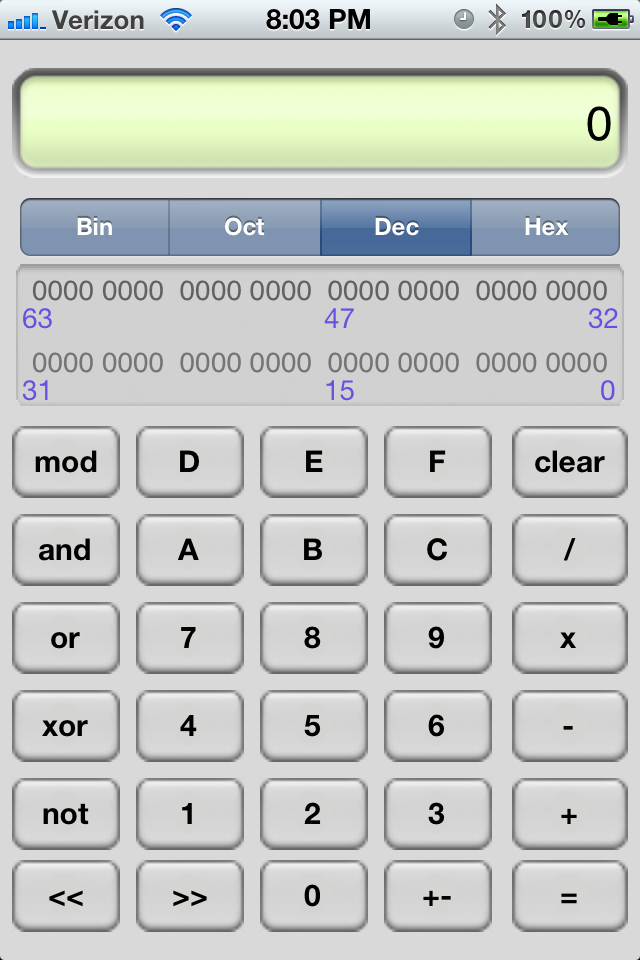 Verizon 8:03 PM 100%
0
Bin Oct Dec Hex
0000 0000 0000 0000 0000 0000 0000 0000
63 47 32
0000 0000 0000 0000 0000 0000 0000 0000
31 15 0
mod D E F clear
and A B C /
or 7 8 9 x
xor 4 5 6 -
not 1 2 3 +
<< >> 0 +- =